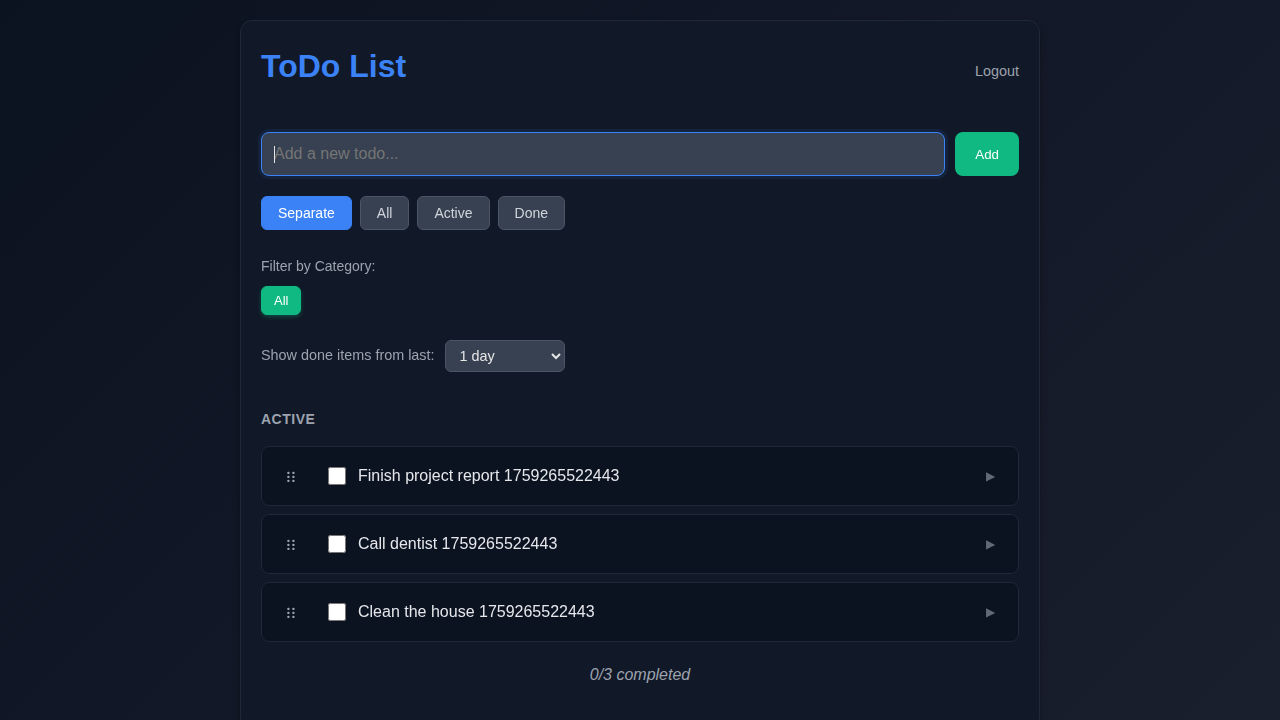 ToDo List
Logout
Add a new todo...
Add
Separate
All
Active
Done
Filter by Category:
All
Show done items from last:
1 day
ACTIVE
Finish project report 1759265522443
Call dentist 1759265522443
Clean the house 1759265522443
0/3 completed